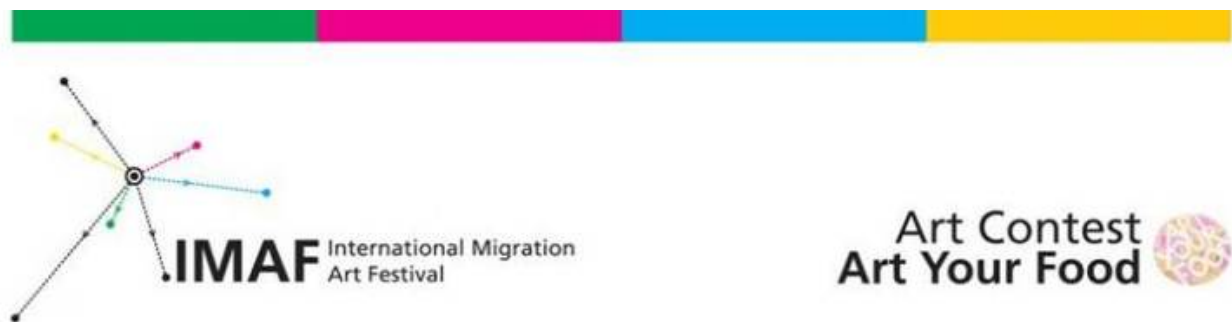 IMAF
International Migration
Art Festival
Art Contest
Art Your Food